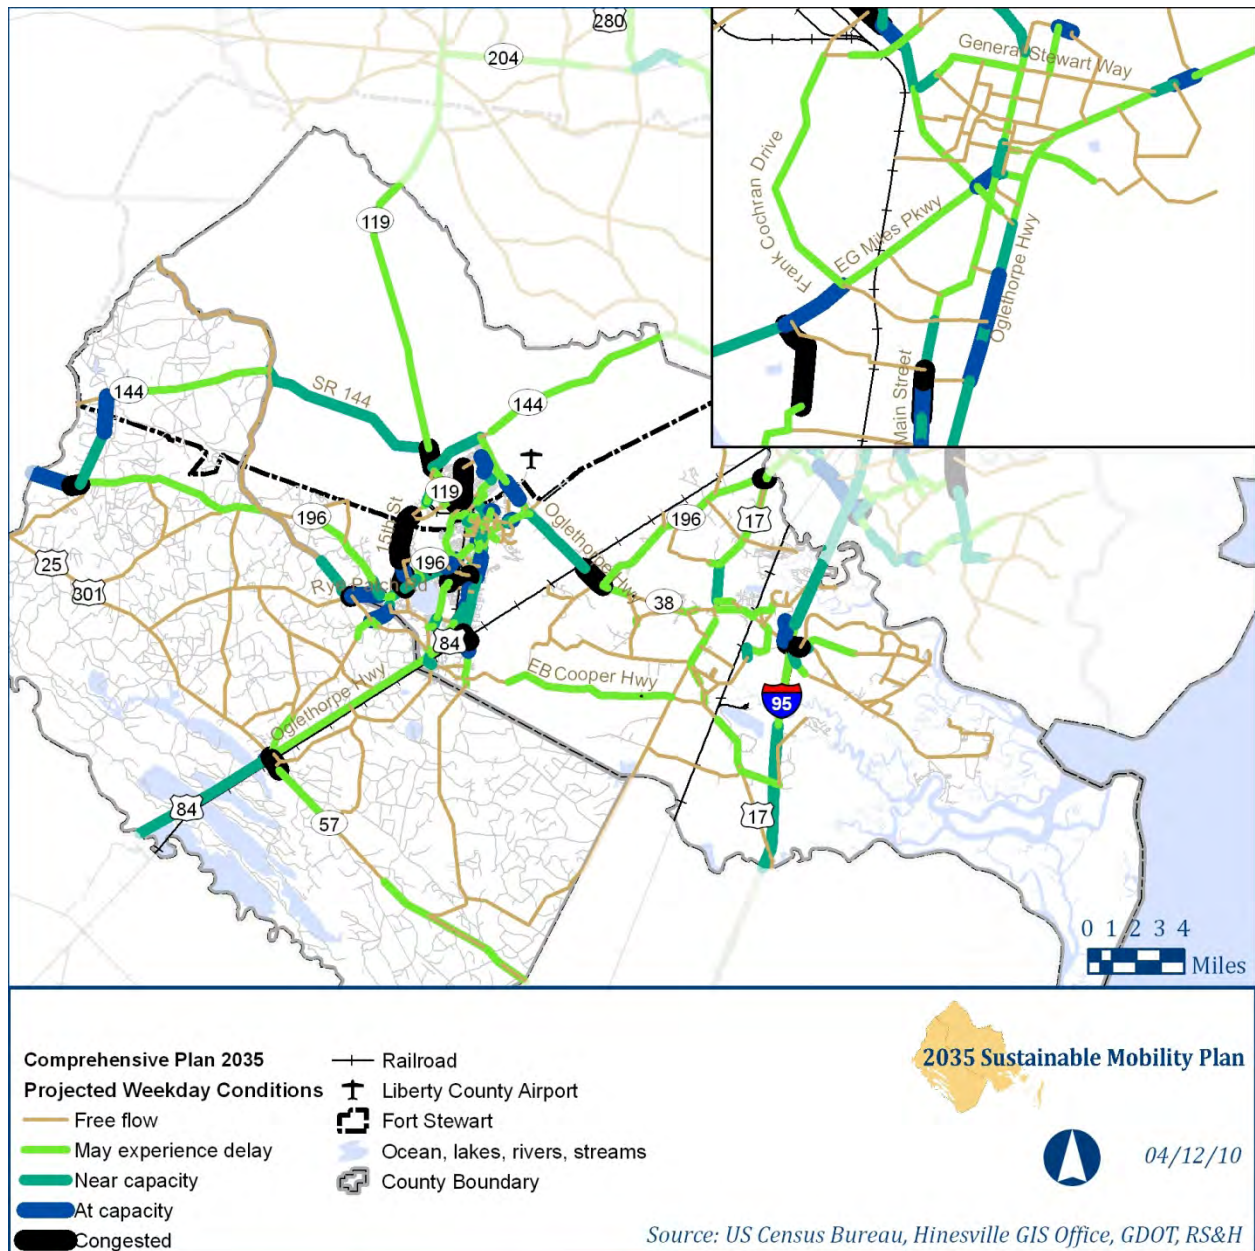 280
204
General Stewart Way
119
Frank Cochran Drive
EG Miles Pkwy
Oglethorpe Hwy
Main Street
144
SR 144
144
119
15th St
Oglethorpe Hwy
196
17
196
25
301
196
38
84
EB Cooper Hwy
Oglethorpe Hwy
95
84
57
17
0 1 2 3 4
Miles
Comprehensive Plan 2035
Projected Weekday Conditions
Free flow
May experience delay
Near capacity
At capacity
Congested
Railroad
Liberty County Airport
Fort Stewart
Ocean, lakes, rivers, streams
County Boundary
2035 Sustainable Mobility Plan
04/12/10
Source: US Census Bureau, Hinesville GIS Office, GDOT, RS&H